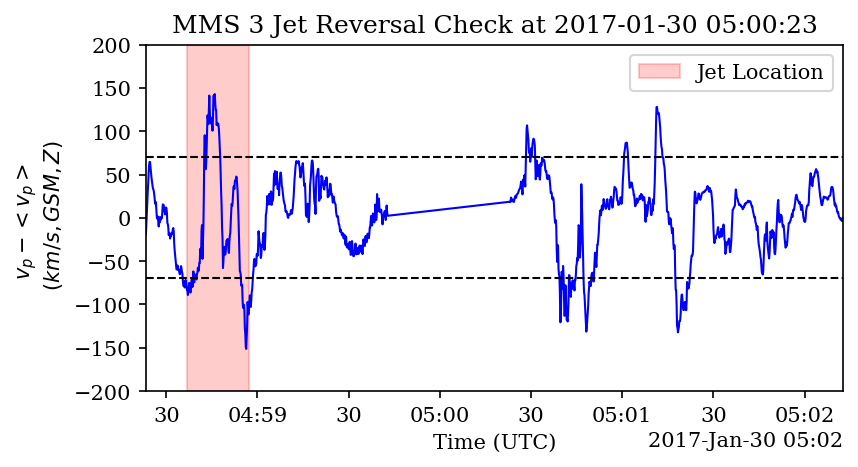 MMS 3 Jet Reversal Check at 2017-01-30 05:00:23
200
150
100
50
0
−50
−100
−150
−200
v_p − < v_p >
(km/s, GSM, Z)
Jet Location
30
04:59
30
05:00
30
05:01
30
05:02
Time (UTC)
2017-Jan-30 05:02